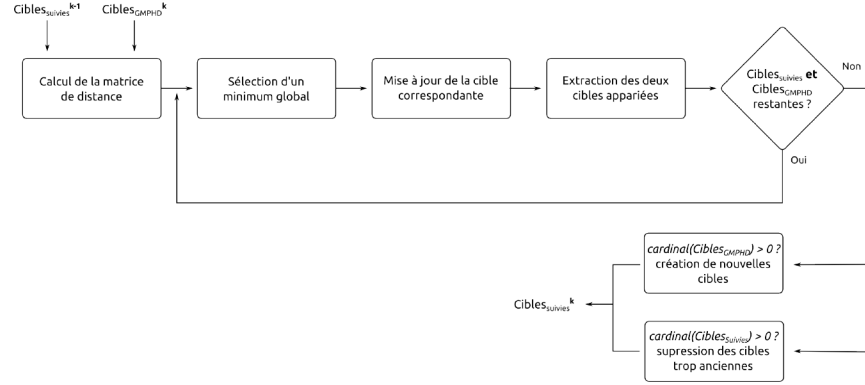 Cibles_suivies^k-1 Cibles_GMPHD^k
Calcul de la matrice
de distance
Sélection d'un
minimum global
Mise à jour de la cible
correspondante
Extraction des deux
cibles appariées
Cibles_suivies et
Cibles_GMPHD
restantes ?
Non
Oui
cardinal(Cibles_GMPHD) > 0 ?
création de nouvelles
cibles
Cibles_suivies^k
cardinal(Cibles_Suivies) > 0 ?
supression des cibles
trop anciennes